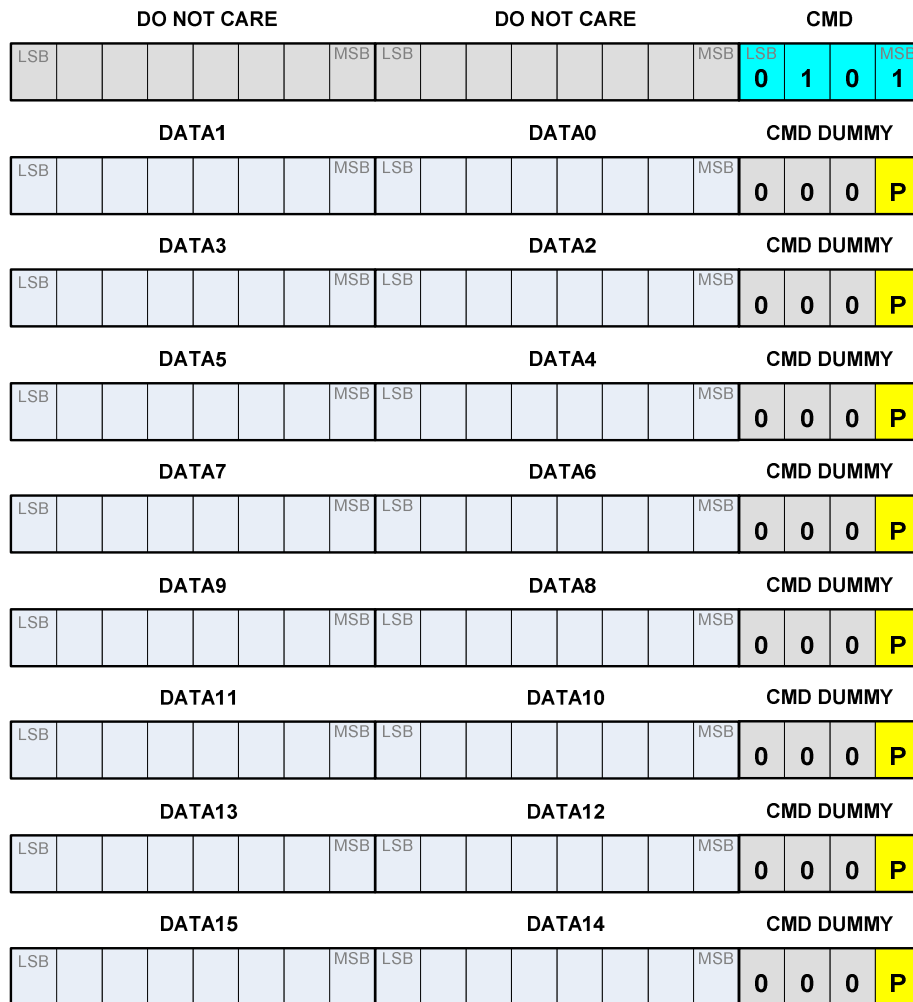 DO NOT CARE DO NOT CARE CMD
LSB MSB LSB MSB LSB MSB
0 1 0 1
DATA1 DATA0 CMD DUMMY
LSB MSB LSB MSB
0 0 0 P
DATA3 DATA2 CMD DUMMY
LSB MSB LSB MSB
0 0 0 P
DATA5 DATA4 CMD DUMMY
LSB MSB LSB MSB
0 0 0 P
DATA7 DATA6 CMD DUMMY
LSB MSB LSB MSB
0 0 0 P
DATA9 DATA8 CMD DUMMY
LSB MSB LSB MSB
0 0 0 P
DATA11 DATA10 CMD DUMMY
LSB MSB LSB MSB
0 0 0 P
DATA13 DATA12 CMD DUMMY
LSB MSB LSB MSB
0 0 0 P
DATA15 DATA14 CMD DUMMY
LSB MSB LSB MSB
0 0 0 P